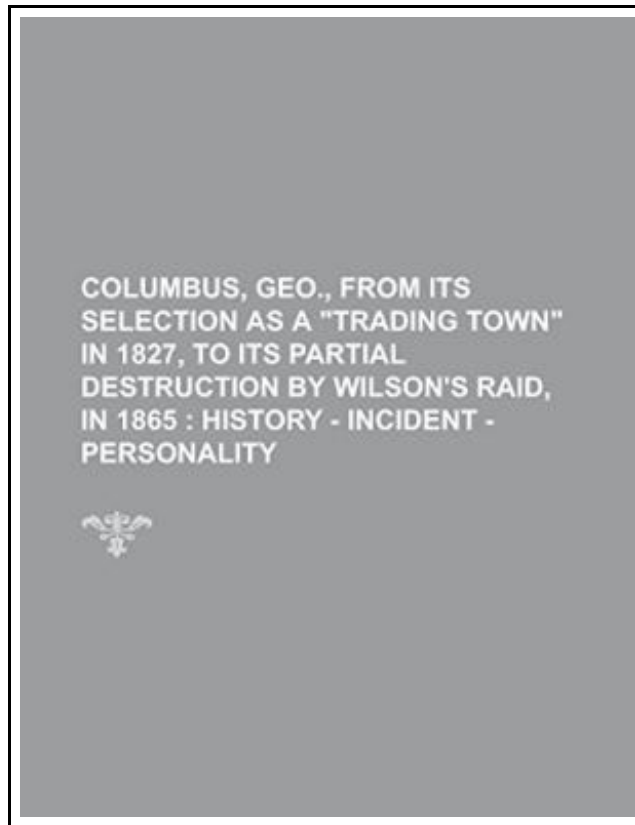 COLUMBUS, GEO., FROM ITS
SELECTION AS A "TRADING TOWN"
IN 1827, TO ITS PARTIAL
DESTRUCTION BY WILSON'S RAID,
IN 1865 : HISTORY - INCIDENT -
PERSONALITY